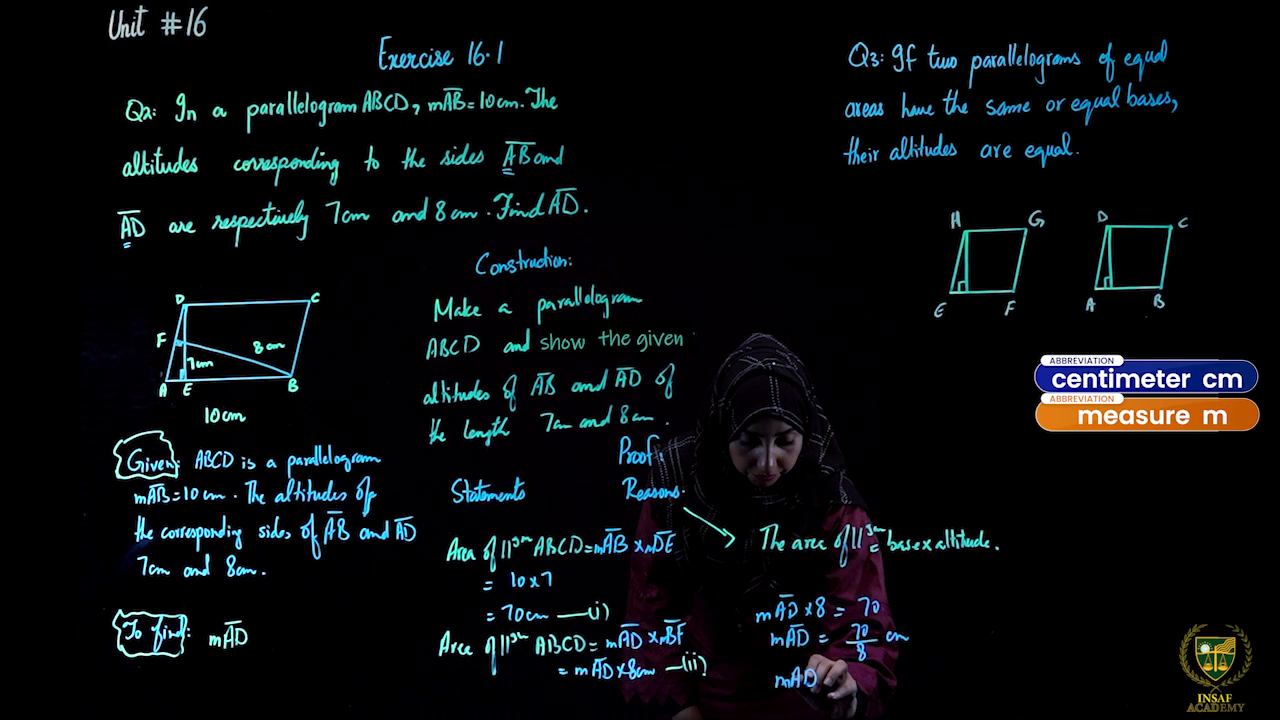 Unit #16
Exercise 16.1
Q2: In a parallelogram ABCD, mAB = 10cm. The
altitudes corresponding to the sides AB and
AD are respectively 7cm and 8cm. Find AD.
D C
F
8cm
7cm
A E B
10cm
Given: ABCD is a parallelogram
mAB = 10cm. The altitudes of
the corresponding sides of AB and AD
7cm and 8cm.
To find: mAD
Construction:
Make a parallelogram
ABCD and show the given
altitudes of AB and AD of
the length 7cm and 8cm.
Proof:
Statements Reasons.
Area of ||gm ABCD = mAB × mDE
= 10×7
= 70cm —(i)
Area of ||gm ABCD = mAD × mBF
= mAD × 8cm —(ii)
The area of ||gm = base × altitude.
mAD × 8 = 70
mAD = 70/8 cm
mAD
Q3: If two parallelograms of equal
areas have the same or equal bases,
their altitudes are equal.
H G D C
E F A B
ABBREVIATION
centimeter cm
ABBREVIATION
measure m
INSAF
ACADEMY